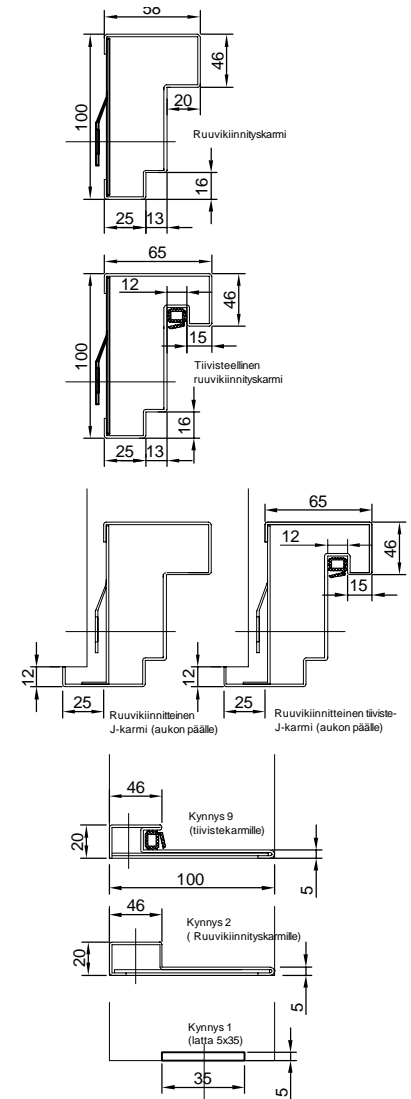 58
46
20
100
Ruuvikiinnityskarmi
16
25 13
65
12
46
15
100
Tiivisteellinen
ruuvikiinnityskarmi
16
25 13
65
12
46
15
12
25
Ruuvikiinnitteinen
J-karmi (aukon päälle)
12
25
Ruuvikiinnitteinen tiiviste-
J-karmi (aukon päälle)
46
Kynnys 9
(tiivistekarmille)
20
100
5
46
Kynnys 2
( Ruuvikiinnityskarmille)
20
5
Kynnys 1
(latta 5x35)
35
5